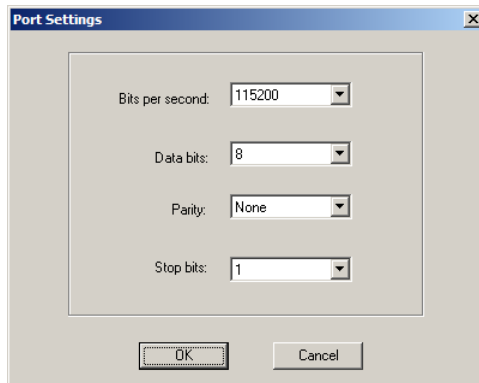 Port Settings
Bits per second: 115200
Data bits: 8
Parity: None
Stop bits: 1
OK Cancel